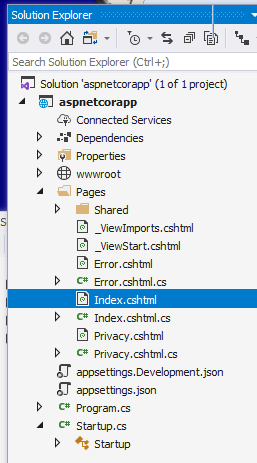 Solution Explorer
Search Solution Explorer (Ctrl+;)
Solution 'aspnetcorapp' (1 of 1 project)
aspnetcorapp
Connected Services
Dependencies
Properties
wwwroot
Pages
Shared
_ViewImports.cshtml
_ViewStart.cshtml
Error.cshtml
C# Error.cshtml.cs
Index.cshtml
C# Index.cshtml.cs
Privacy.cshtml
C# Privacy.cshtml.cs
appsettings.Development.json
appsettings.json
C# Program.cs
C# Startup.cs
Startup